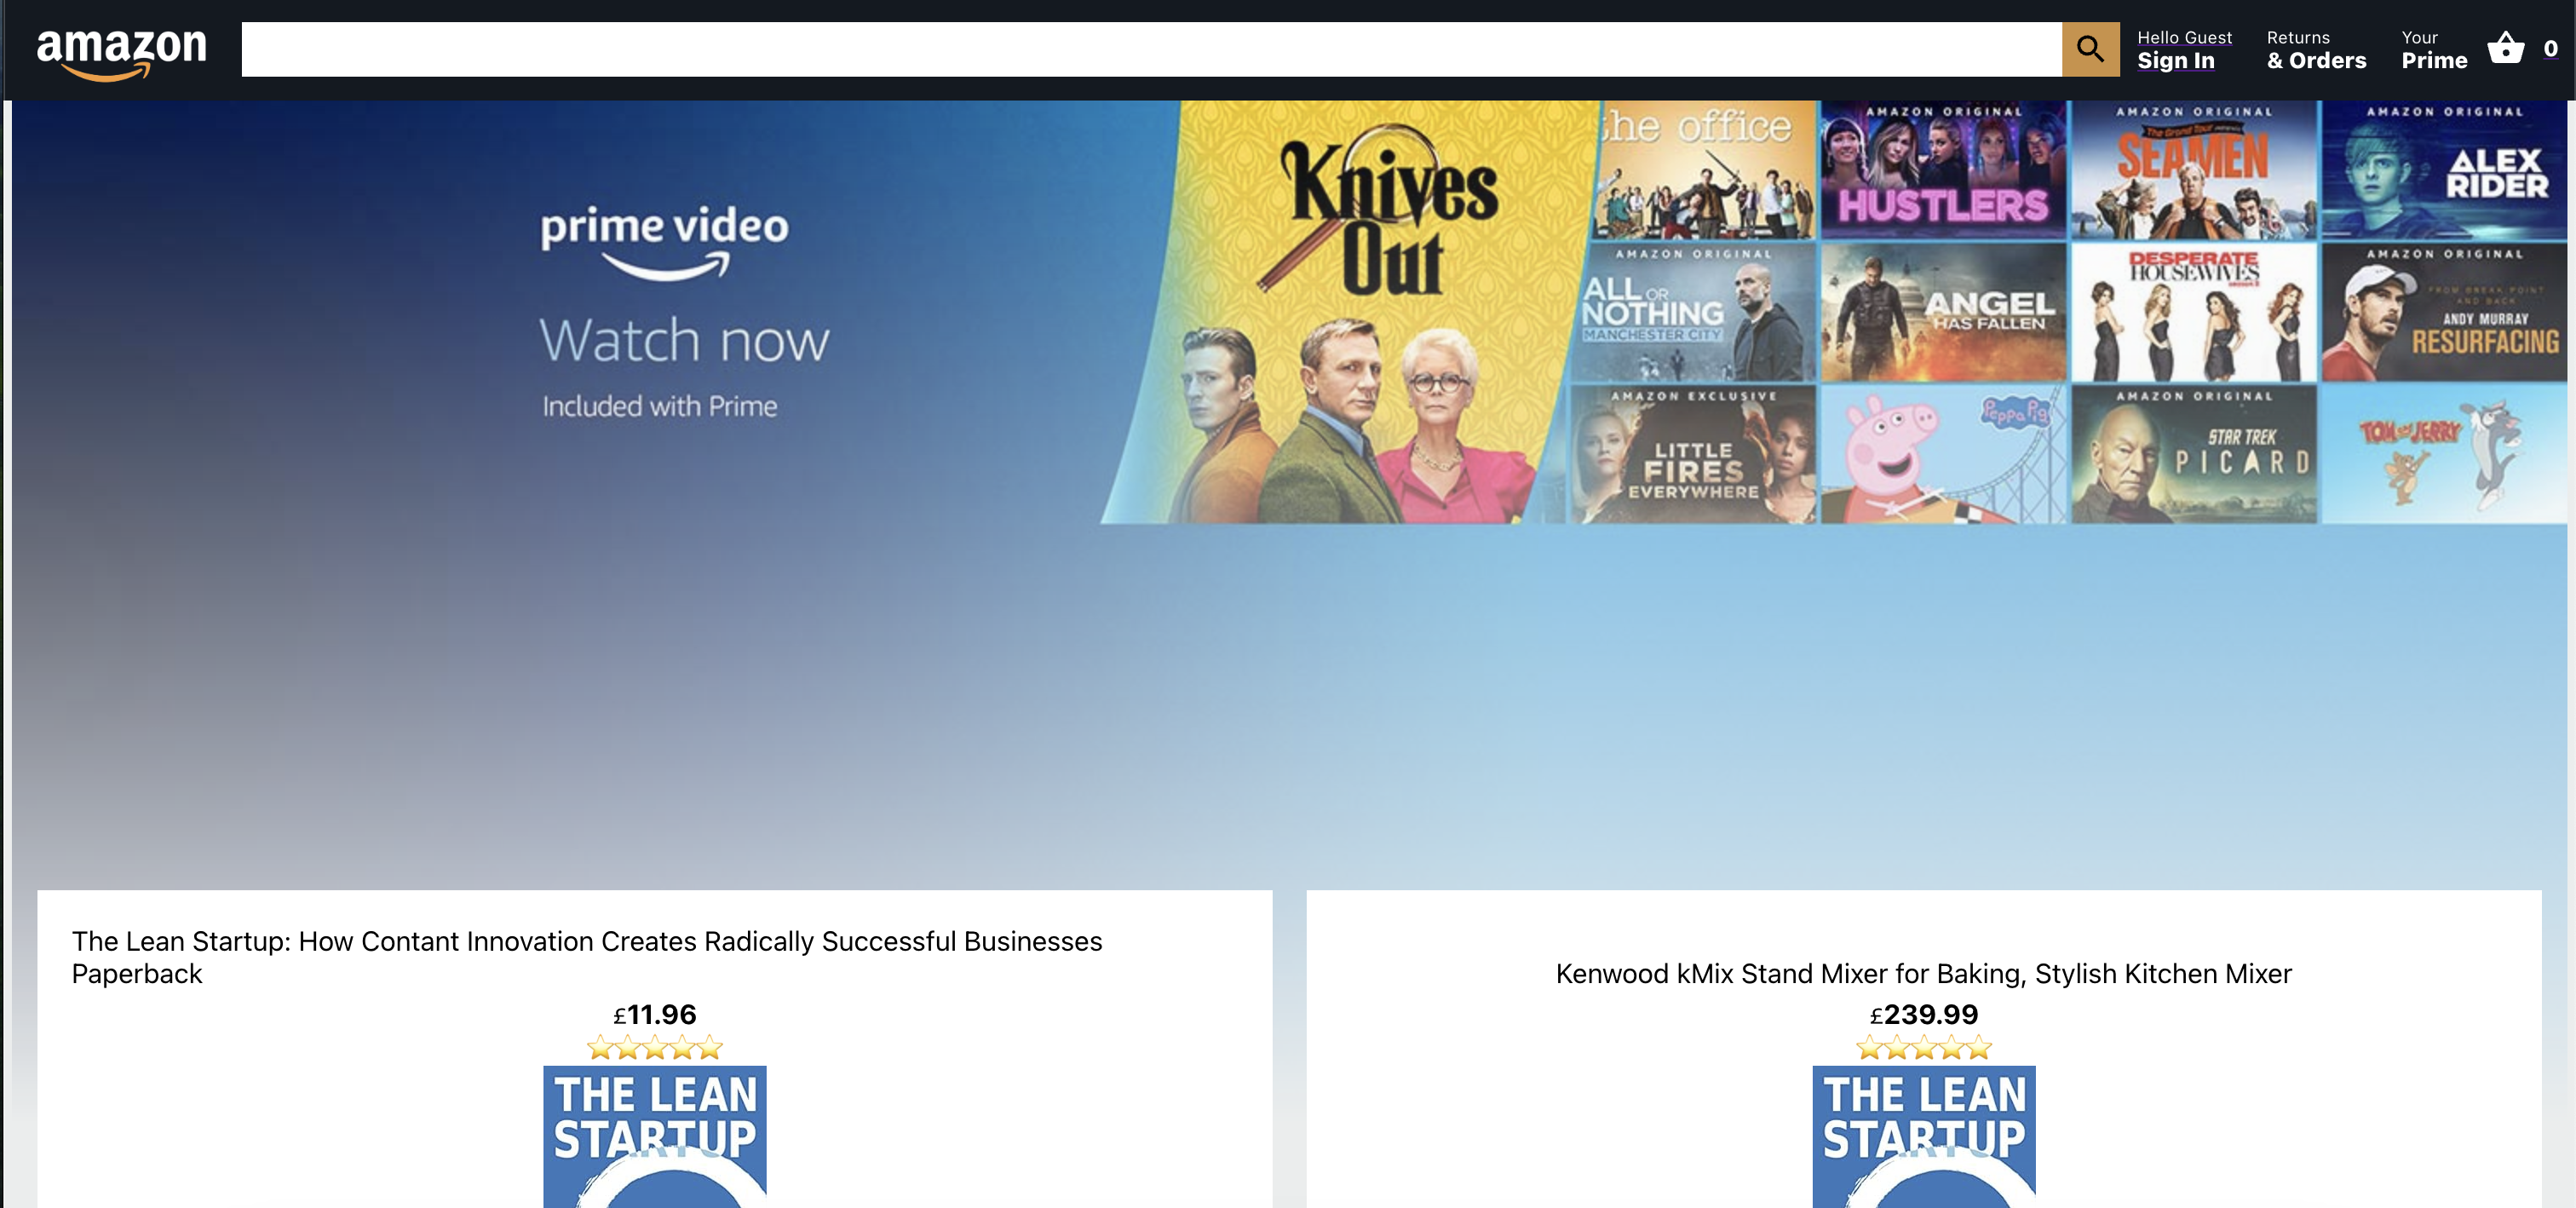 amazon
Hello Guest
Sign In
Returns
& Orders
Your
Prime
0
prime video
Watch now
Included with Prime
Knives
Out
the office
AMAZON ORIGINAL
HUSTLERS
AMAZON ORIGINAL
The Grand Tour PRESENTS
SEAMEN
AMAZON ORIGINAL
ALEX
RIDER
AMAZON ORIGINAL
ALL OR
NOTHING
MANCHESTER CITY
ANGEL
HAS FALLEN
DESPERATE
HOUSEWIVES
AMAZON ORIGINAL
FROM BREAK POINT
AND BACK
ANDY MURRAY
RESURFACING
AMAZON EXCLUSIVE
LITTLE
FIRES
EVERYWHERE
Peppa Pig
AMAZON ORIGINAL
STAR TREK
PICARD
TOM and JERRY
The Lean Startup: How Contant Innovation Creates Radically Successful Businesses
Paperback
£11.96
THE LEAN
STARTUP
Kenwood kMix Stand Mixer for Baking, Stylish Kitchen Mixer
£239.99
THE LEAN
STARTUP